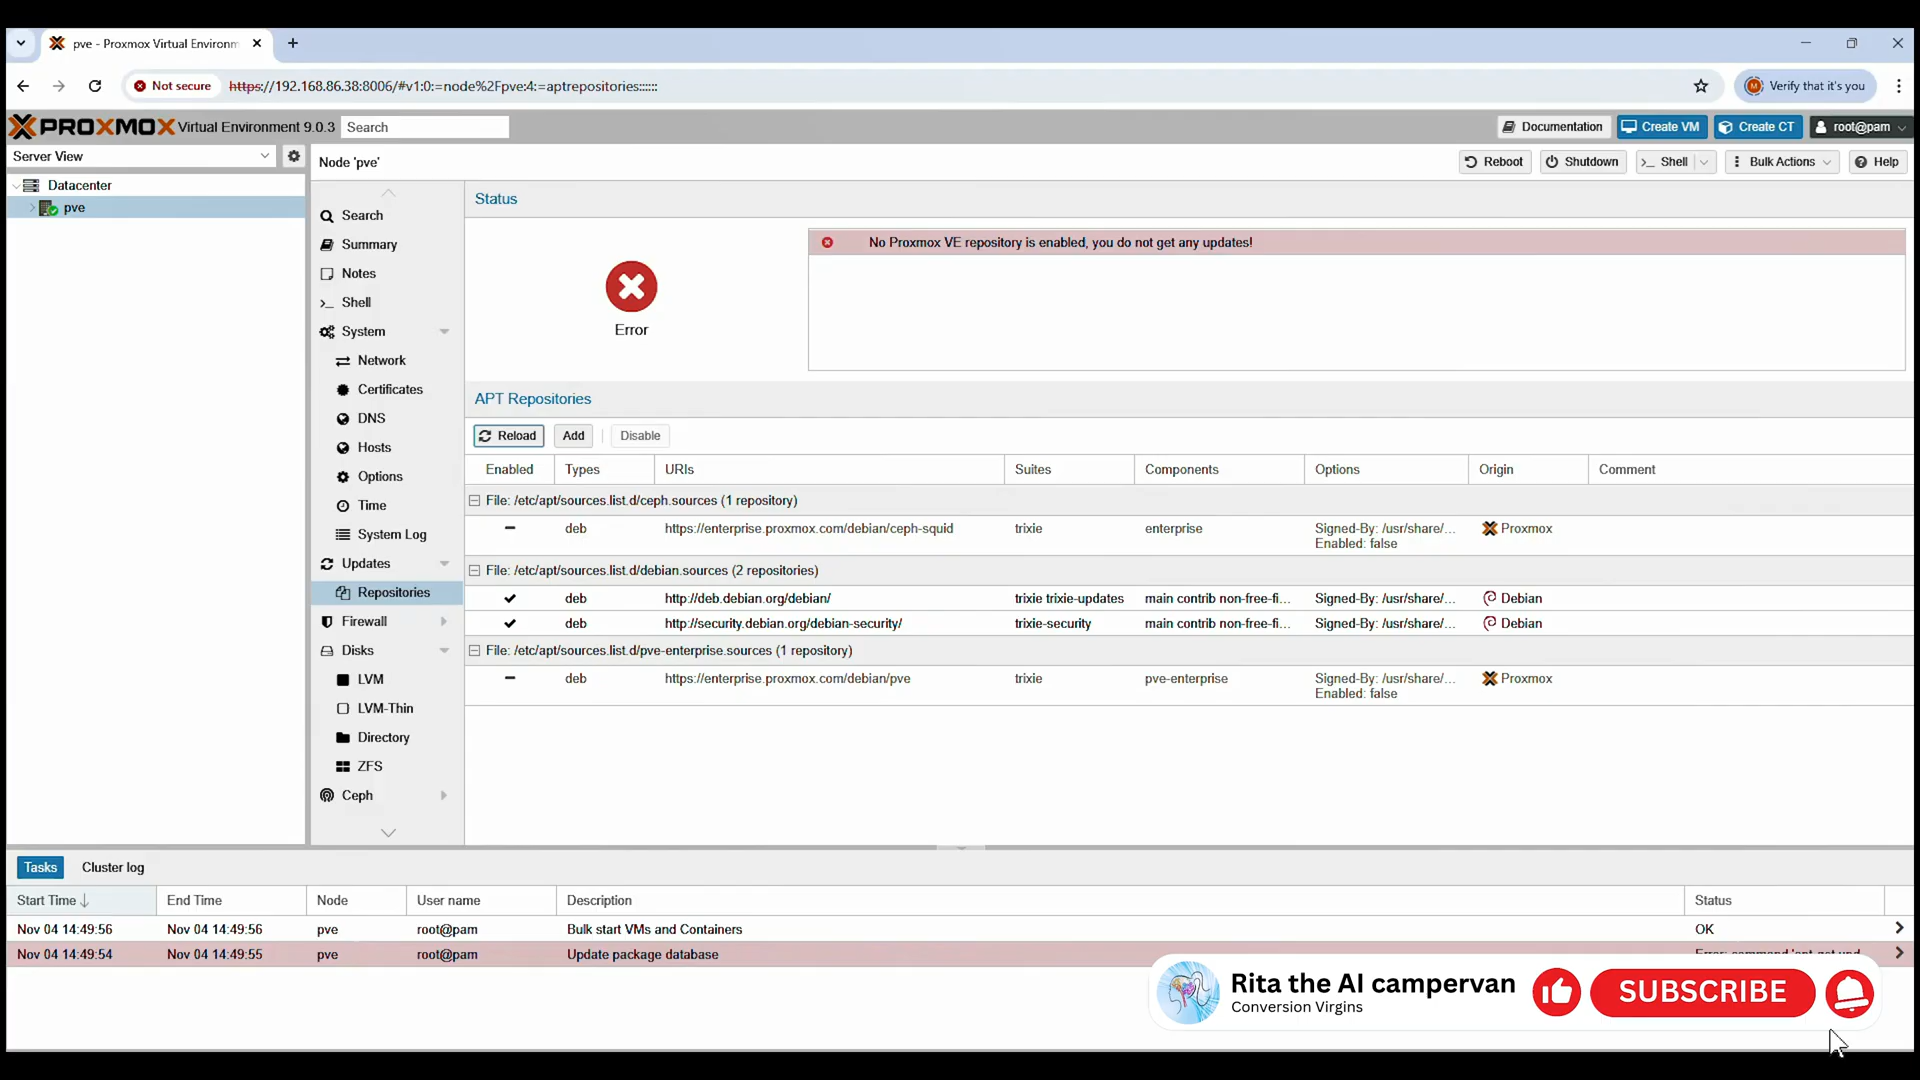 pve - Proxmox Virtual Environm
Not secure https://192.168.86.38:8006/#v1:0:=node%2Fpve:4:=aptrepositories::::::
Verify that it's you
PROXMOX Virtual Environment 9.0.3 Search
Documentation Create VM Create CT root@pam
Server View
Node 'pve'
Reboot Shutdown >_ Shell Bulk Actions Help
Datacenter
pve
Search
Summary
Notes
>_ Shell
System
Network
Certificates
DNS
Hosts
Options
Time
System Log
Updates
Repositories
Firewall
Disks
LVM
LVM-Thin
Directory
ZFS
Ceph
Status
Error
No Proxmox VE repository is enabled, you do not get any updates!
APT Repositories
Reload Add Disable
Enabled Types URIs Suites Components Options Origin Comment
File: /etc/apt/sources.list.d/ceph.sources (1 repository)
deb https://enterprise.proxmox.com/debian/ceph-squid trixie enterprise Signed-By: /usr/share/... Proxmox
Enabled: false
File: /etc/apt/sources.list.d/debian.sources (2 repositories)
deb http://deb.debian.org/debian/ trixie trixie-updates main contrib non-free-fi... Signed-By: /usr/share/... Debian
deb http://security.debian.org/debian-security/ trixie-security main contrib non-free-fi... Signed-By: /usr/share/... Debian
File: /etc/apt/sources.list.d/pve-enterprise.sources (1 repository)
deb https://enterprise.proxmox.com/debian/pve trixie pve-enterprise Signed-By: /usr/share/... Proxmox
Enabled: false
Tasks Cluster log
Start Time End Time Node User name Description Status
Nov 04 14:49:56 Nov 04 14:49:56 pve root@pam Bulk start VMs and Containers OK
Nov 04 14:49:54 Nov 04 14:49:55 pve root@pam Update package database Error: command 'apt-get upd...
Rita the AI campervan
Conversion Virgins
SUBSCRIBE